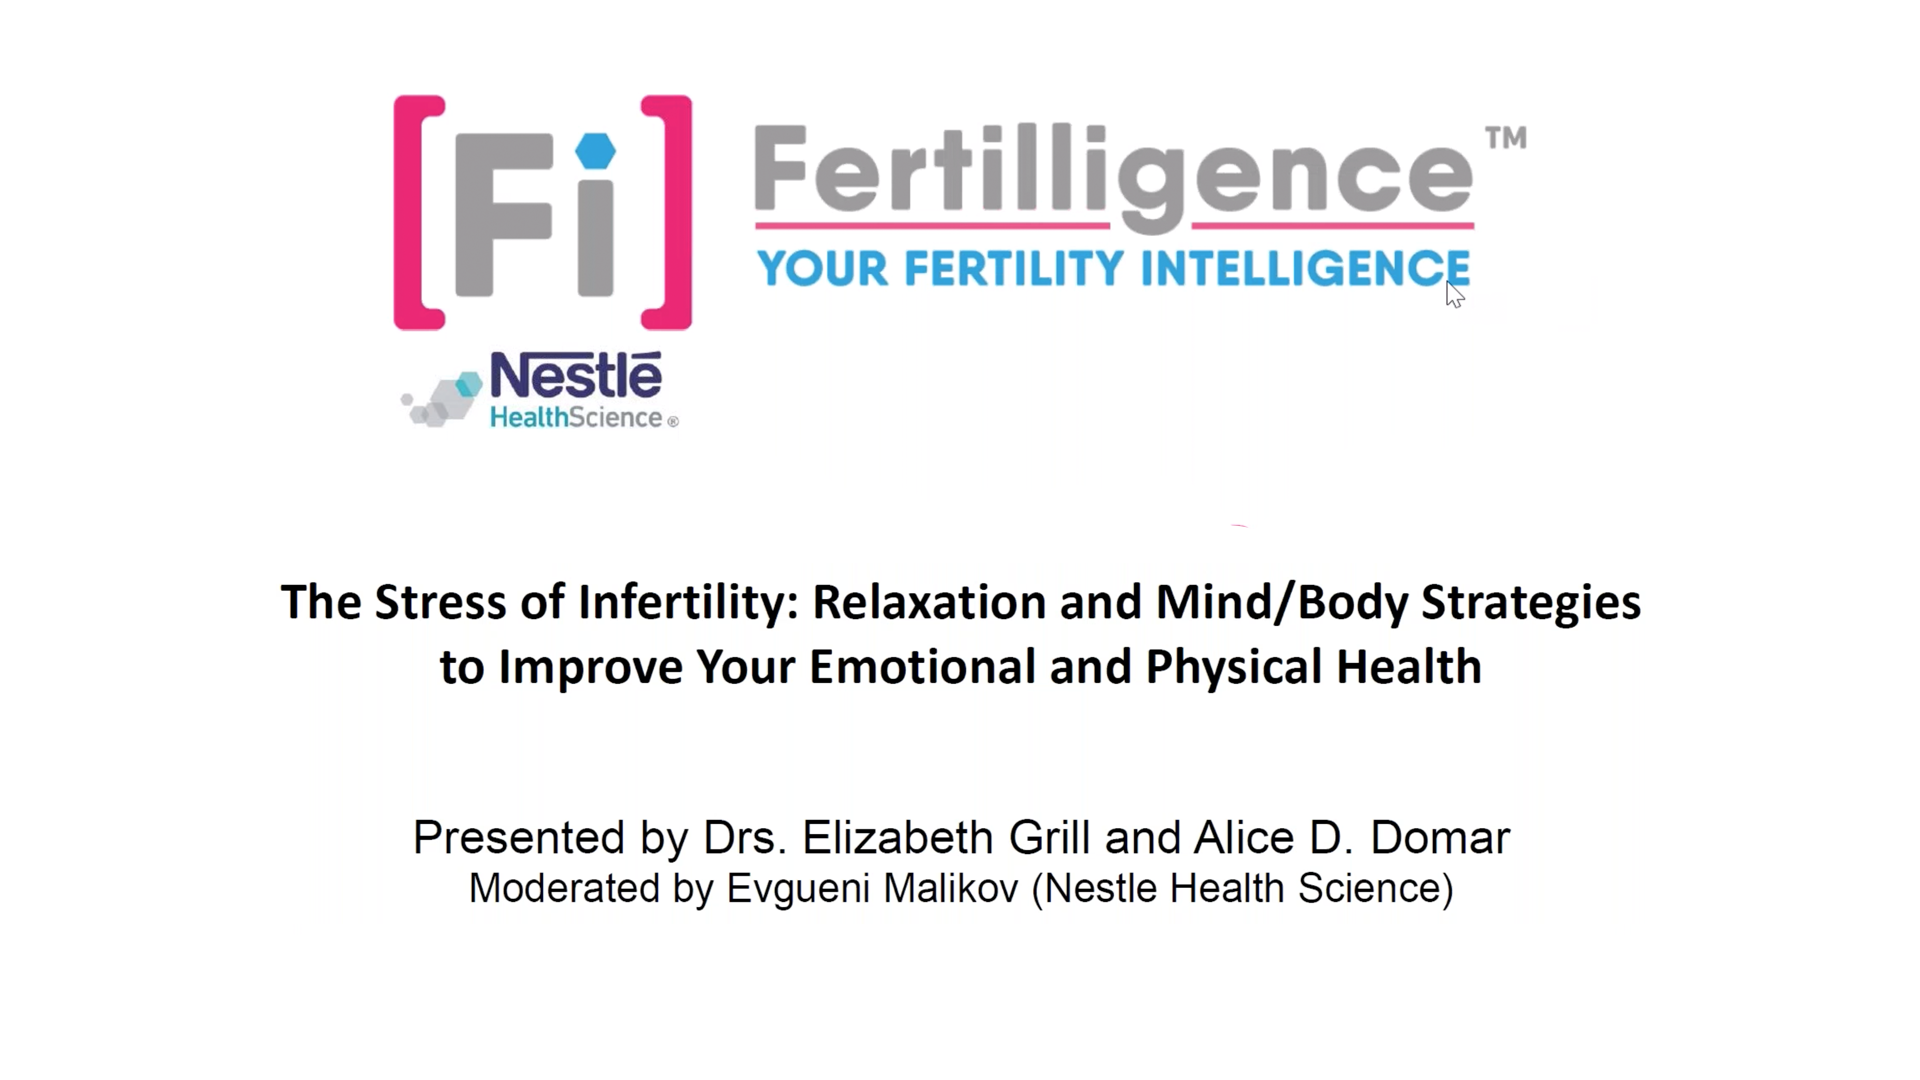 [Fi]
Fertilligence™
YOUR FERTILITY INTELLIGENCE
Nestlé
HealthScience®
The Stress of Infertility: Relaxation and Mind/Body Strategies
to Improve Your Emotional and Physical Health
Presented by Drs. Elizabeth Grill and Alice D. Domar
Moderated by Evgueni Malikov (Nestle Health Science)